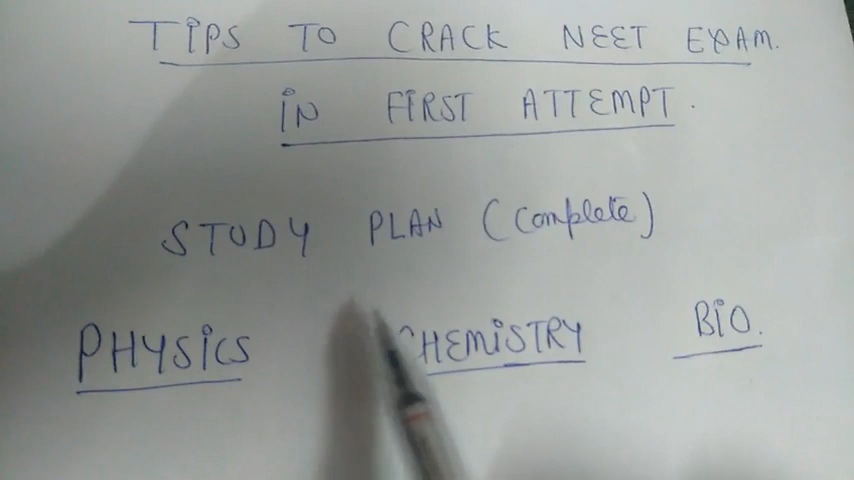 TIPS TO CRACK NEET EXAM.
IN FIRST ATTEMPT.
STUDY PLAN (Complete)
PHYSICS CHEMISTRY BIO.